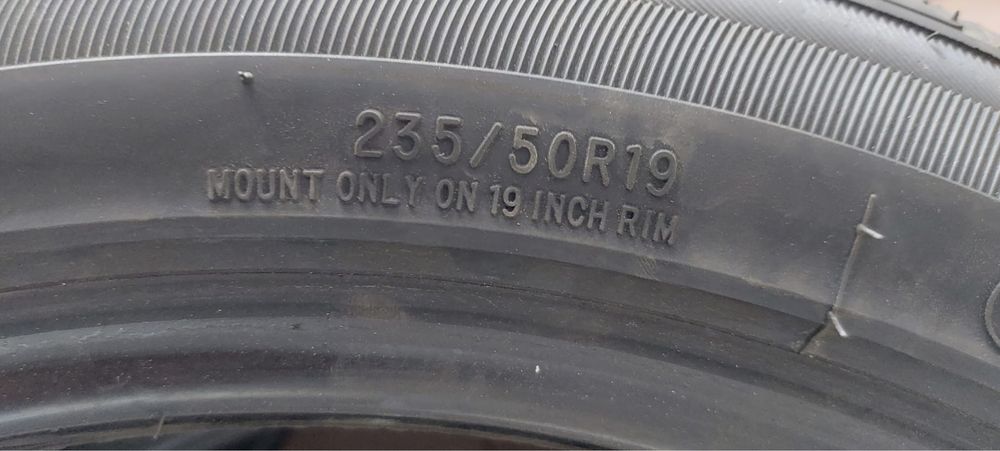 235/50R19
MOUNT ONLY ON 19 INCH RIM